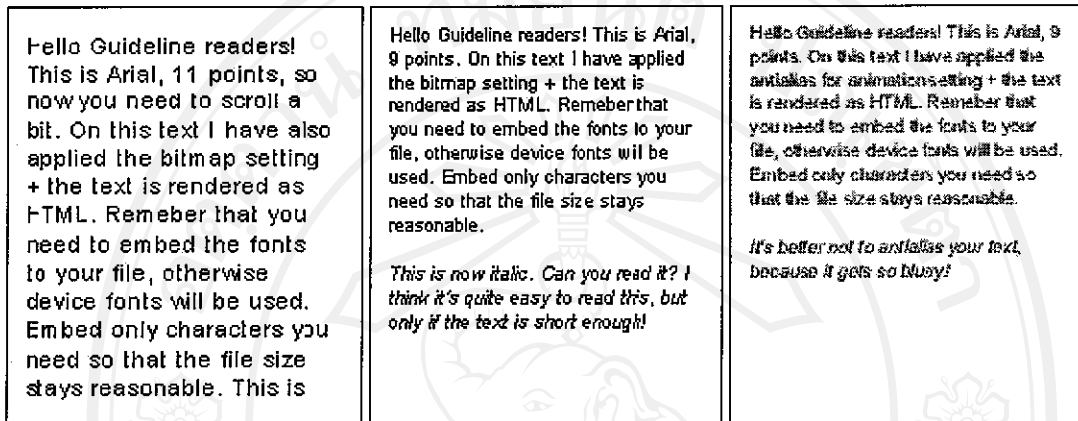 Hello Guideline readers!
This is Arial, 11 points, so
now you need to scroll a
bit. On this text I have also
applied the bitmap setting
+ the text is rendered as
HTML. Remeber that you
need to embed the fonts
to your file, otherwise
device fonts will be used.
Embed only characters you
need so that the file size
stays reasonable. This is
Hello Guideline readers! This is Arial,
9 points. On this text I have applied
the bitmap setting + the text is
rendered as HTML. Remeber that
you need to embed the fonts to your
file, otherwise device fonts will be
used. Embed only characters you
need so that the file size stays
reasonable.
This is now italic. Can you read it? I
think it's quite easy to read this, but
only if the text is short enough!
Hello Guideline readers! This is Arial, 9
points. On this text I have applied the
antialias for animation setting + the text
is rendered as HTML. Remeber that
you need to embed the fonts to your
file, otherwise device fonts will be used.
Embed only characters you need so
that the file size stays reasonable.
It's better not to antialias your text,
because it gets so blury!